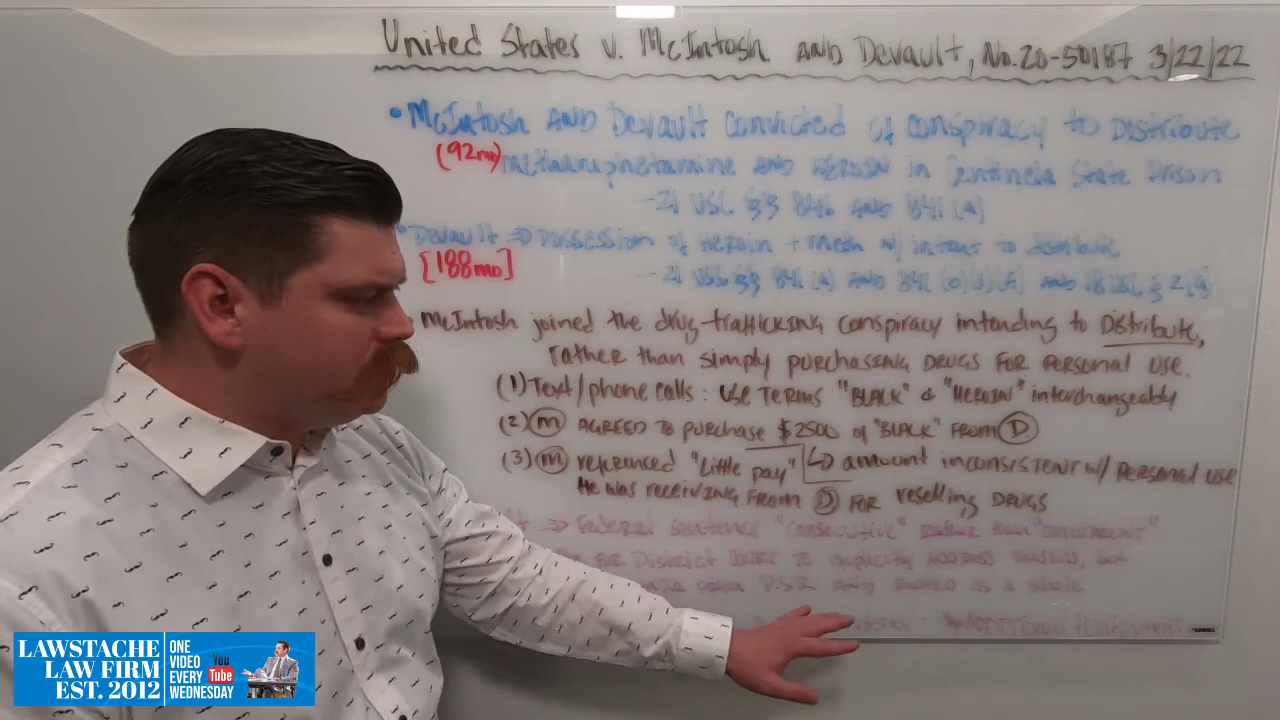 United States v. McIntosh AND Devault, No. 20-50187 3/22/22
• McIntosh AND Devault convicted of conspiracy to Distribute
(92mo) methamphetamine AND HEROIN in Centinela State Prison
-21 USC §§ 846 AND 841 (a)
• Devault => Possession of Heroin + meth w/ intent to distribute
[188mo] -21 USC §§ 841 (a) AND 841 (b)(1)(A) AND 18 USC § 2(a)
McIntosh joined the drug-trafficking conspiracy intending to Distribute,
rather than simply purchasing DRUGS FOR PERSONAL USE.
(1) Text/phone calls: USE TERMS "BLACK" & "HEROIN" interchangeably
(2) M AGREED TO purchase $2500 of "BLACK" FROM D.
(3) M referenced "Little pay" ↳ amount inconsistent w/ PERSONAL USE
He was receiving FROM D FOR reselling DRUGS
=> Federal sentence "consecutive" rather than "concurrent"
FOR District COURT TO explicitly ADDRESS
P.S.R. as a whole
ADDITIONAL PUNISHMENT
LAWSTACHE
LAW FIRM
EST. 2012
ONE
VIDEO
EVERY
WEDNESDAY
YouTube